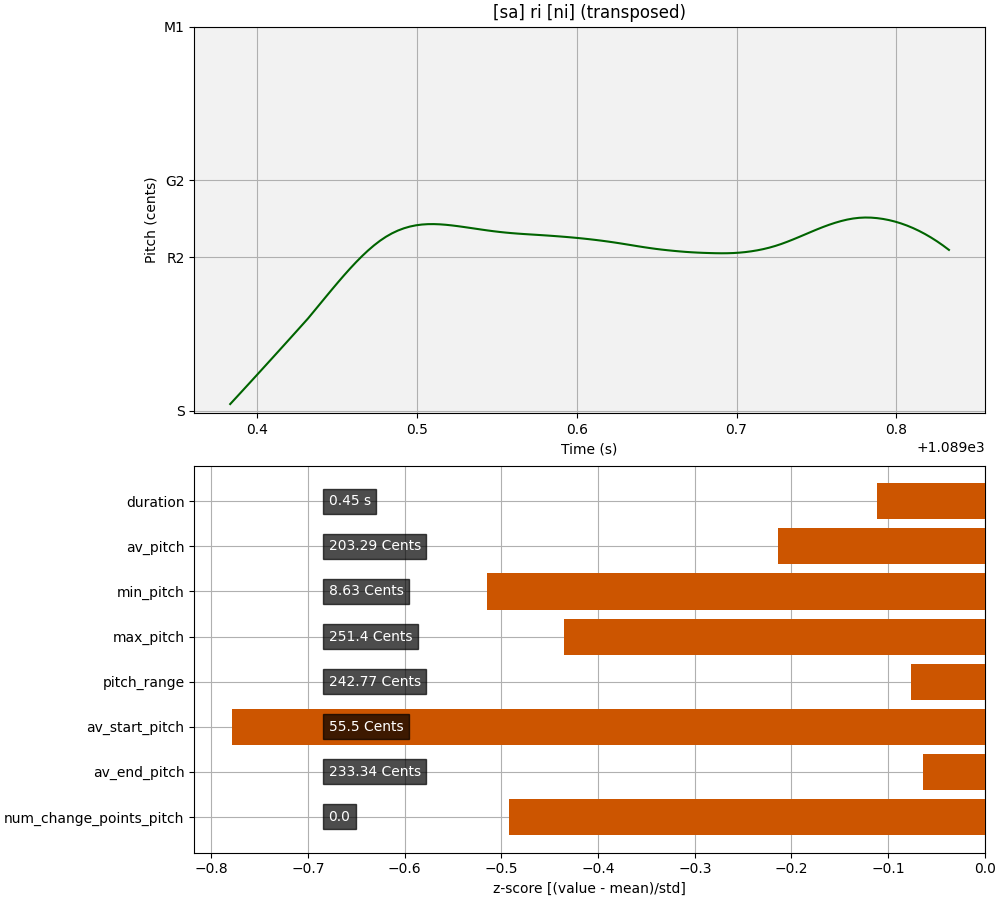 [sa] ri [ni] (transposed)
M1
G2
R2
S
Pitch (cents)
0.4 0.5 0.6 0.7 0.8
Time (s)
+1.089e3
duration 0.45 s
av_pitch 203.29 Cents
min_pitch 8.63 Cents
max_pitch 251.4 Cents
pitch_range 242.77 Cents
av_start_pitch 55.5 Cents
av_end_pitch 233.34 Cents
num_change_points_pitch 0.0
−0.8 −0.7 −0.6 −0.5 −0.4 −0.3 −0.2 −0.1 0.0
z-score [(value - mean)/std]